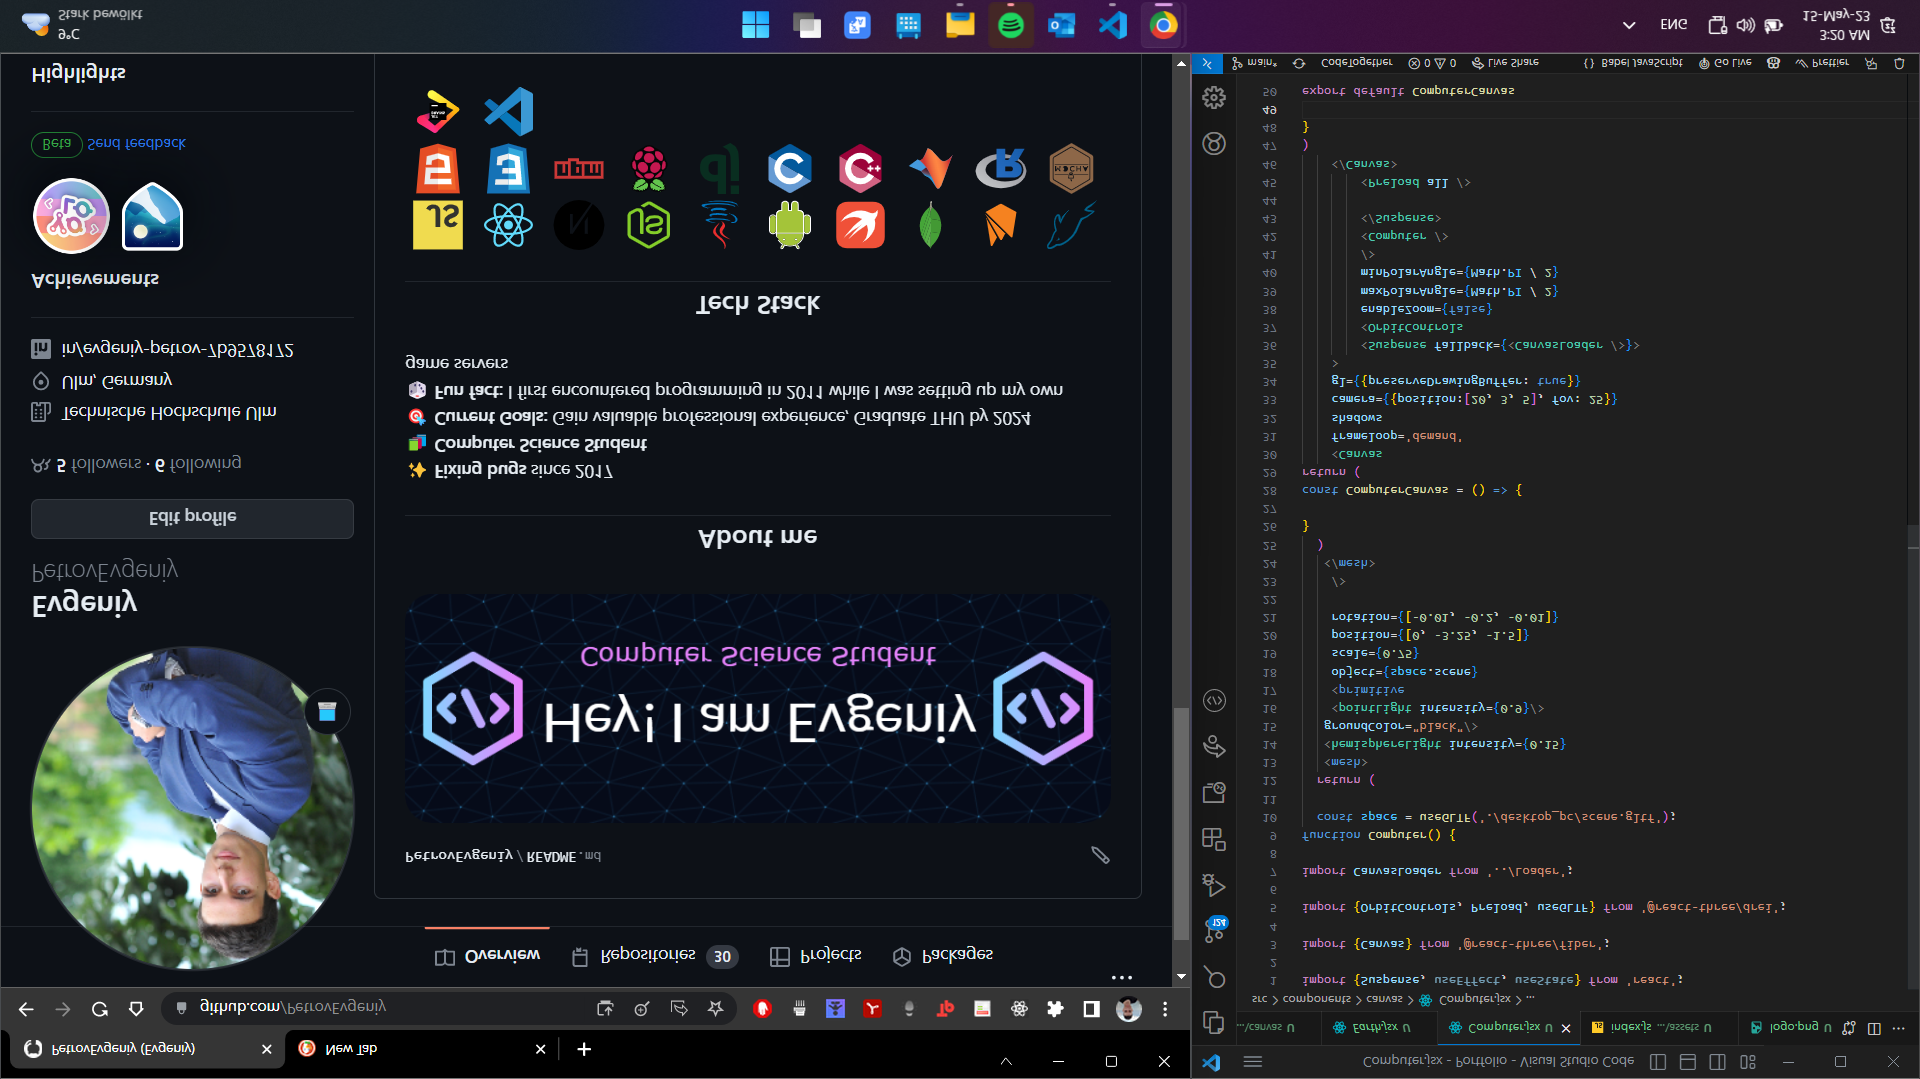 PetrovEvgeniy (Evgeniy)
New Tab
github.com/PetrovEvgeniy
Overview
Repositories 30
Projects
Packages
Evgeniy
PetrovEvgeniy
Edit profile
5 followers · 6 following
Technische Hochschule Ulm
Ulm, Germany
in/evgeniy-petrov-7b9578172
Achievements
Beta Send feedback
Highlights
PetrovEvgeniy / README.md
Hey! I am Evgeniy
Computer Science Student
About me
Fixing bugs since 2017
Computer Science Student
Current Goals: Gain valuable professional experience, Graduate THU by 2024
Fun fact: I first encountered programming in 2011 while I was setting up my own
game servers
Tech Stack
JS
Computer.jsx - Portfolio - Visual Studio Code
...\canvas U
Earth.jsx U
Computer.jsx U
index.js ...\assets U
logo.png U
src > components > canvas > Computer.jsx > ...
124
1 import {Suspense, useEffect, useState} from 'react';
2
3 import {Canvas} from '@react-three/fiber';
4
5 import {OrbitControls, Preload, useGLTF} from '@react-three/drei';
6
7 import CanvasLoader from '../Loader';
8
9 function Computer() {
10 const space = useGLTF('./desktop_pc/scene.gltf');
11
12 return (
13 <mesh>
14 <hemisphereLight intensity={0.15}
15 groundColor="black"/>
16 <pointLight intensity={0.9}/>
17 <primitive
18 object={space.scene}
19 scale={0.75}
20 position={[0, -3.25, -1.5]}
21 rotation={[-0.01, -0.2, -0.01]}
22
23 />
24 </mesh>
25 )
26 }
27
28 const ComputerCanvas = () => {
29 return (
30 <Canvas
31 frameloop='demand'
32 shadows
33 camera={{position:[20, 3, 5], fov: 25}}
34 gl={{preserveDrawingBuffer: true}}
35 >
36 <Suspense fallback={<CanvasLoader />}>
37 <OrbitControls
38 enableZoom={false}
39 maxPolarAngle={Math.PI / 2}
40 minPolarAngle={Math.PI / 2}
41 />
42 <Computer />
43 </Suspense>
44
45 <Preload all />
46 </Canvas>
47 )
48 }
49
50 export default ComputerCanvas
main*
CodeTogether
0 0
Live Share
{} Babel JavaScript
Go Live
Prettier
9°C
Stark bewölkt
ENG
3:20 AM
15-May-23